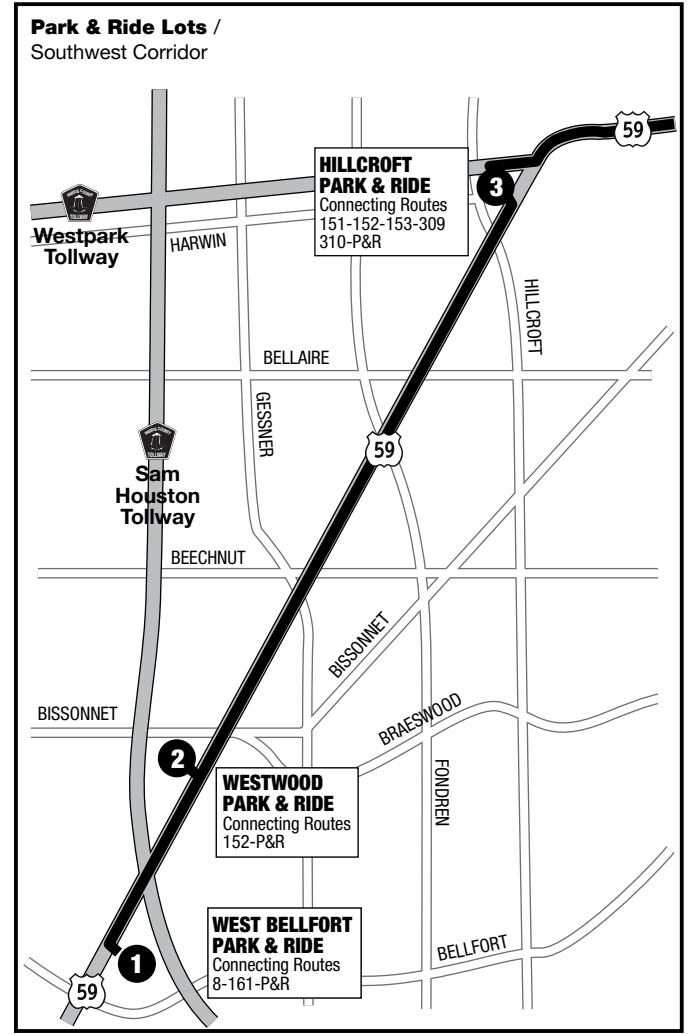 Park & Ride Lots /
Southwest Corridor
59
HILLCROFT
PARK & RIDE
Connecting Routes
151-152-153-309
310-P&R
3
Westpark
Tollway
HARWIN
HILLCROFT
BELLAIRE
GESSNER
59
Sam
Houston
Tollway
BEECHNUT
BISSONNET
BISSONNET
BRAESWOOD
2
WESTWOOD
PARK & RIDE
Connecting Routes
152-P&R
FONDREN
WEST BELLFORT
PARK & RIDE
Connecting Routes
8-161-P&R
1
BELLFORT
59